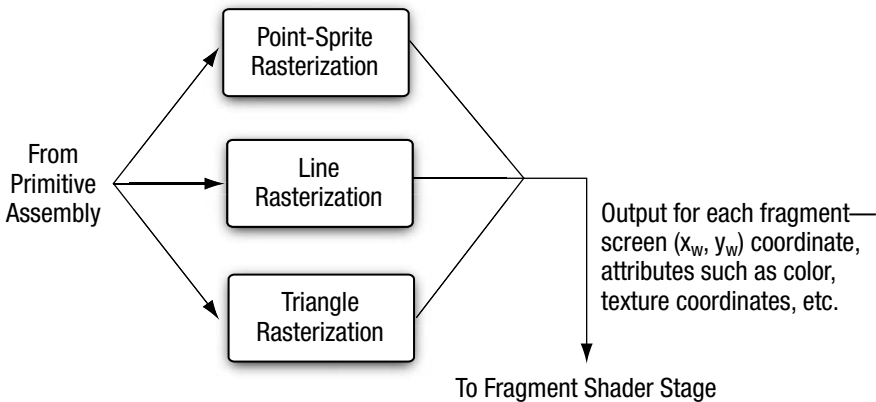 Point-Sprite
Rasterization
From
Primitive
Assembly
Line
Rasterization
Triangle
Rasterization
Output for each fragment—
screen (xw, yw) coordinate,
attributes such as color,
texture coordinates, etc.
To Fragment Shader Stage